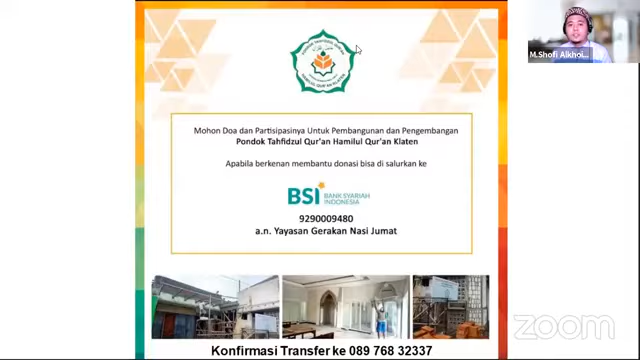 Mohon Doa dan Partisipasinya Untuk Pembangunan dan Pengembangan
Pondok Tahfidzul Qur'an Hamilul Qur'an Klaten
Apabila berkenan membantu donasi bisa di salurkan ke
BSI BANK SYARIAH
INDONESIA
9290009480
a.n. Yayasan Gerakan Nasi Jumat
Konfirmasi Transfer ke 089 768 32337
M.Shofi Alkhoi...
zoom